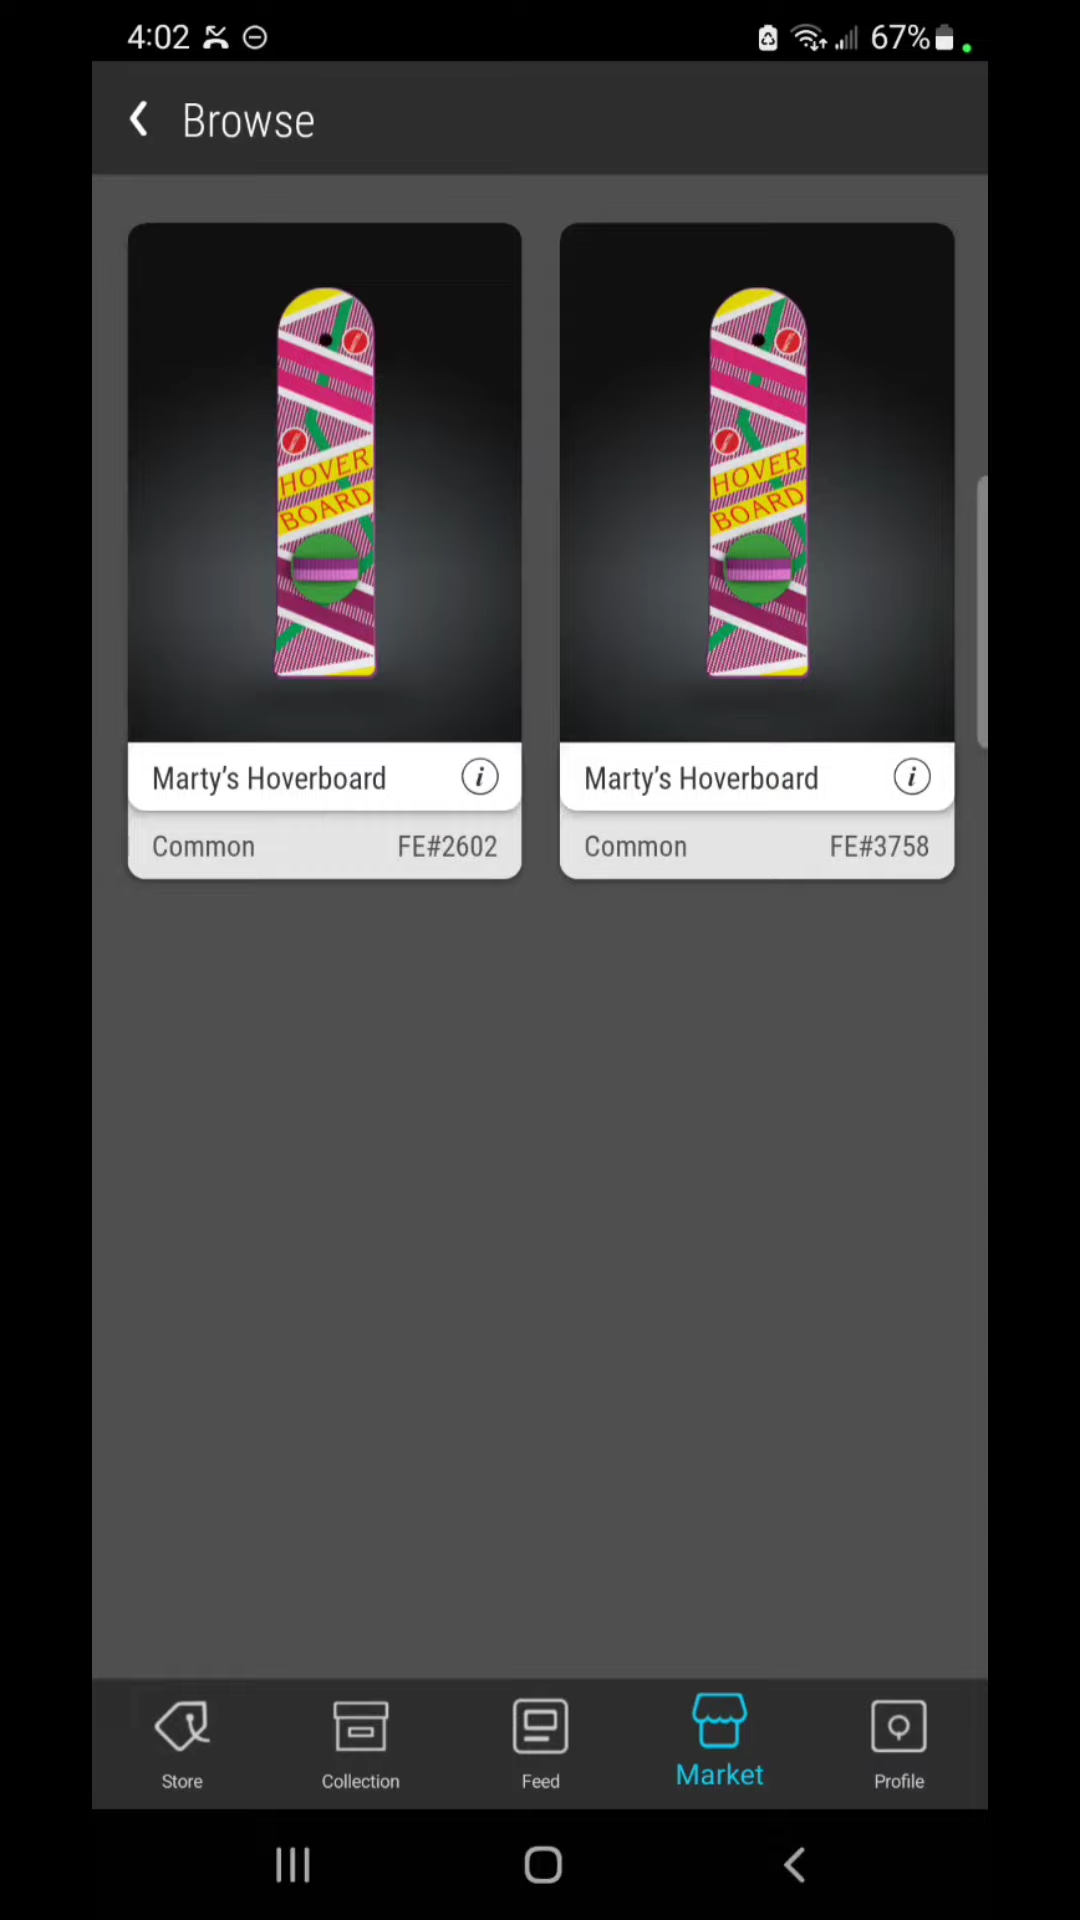 4:02 67%
Browse
HOVER
BOARD
HOVER
BOARD
Marty's Hoverboard i
Marty's Hoverboard i
Common FE#2602
Common FE#3758
Store Collection Feed Market Profile